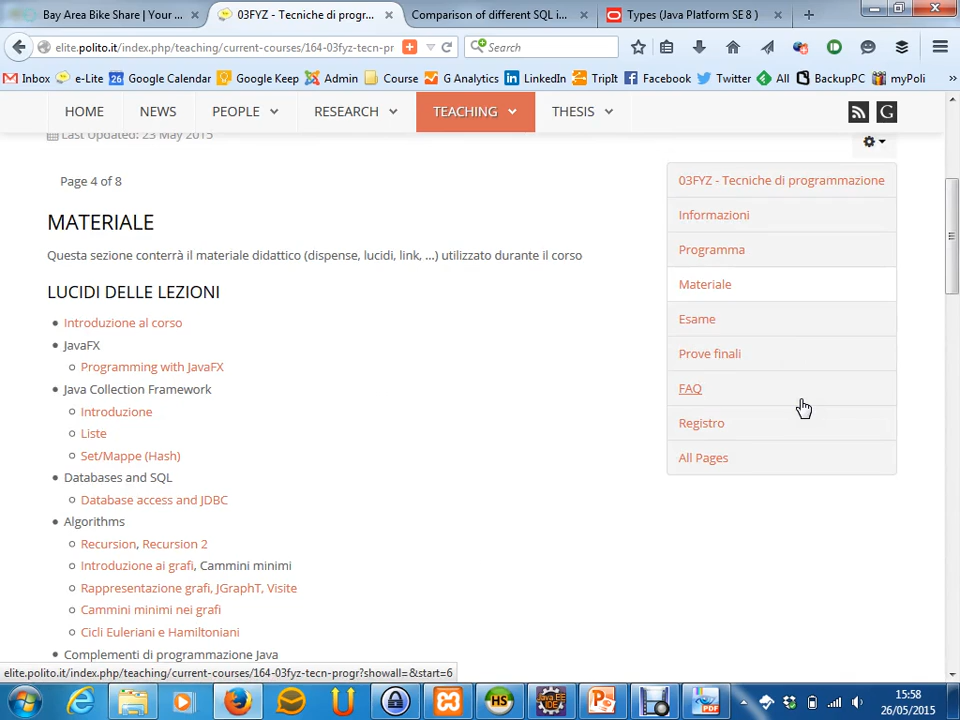 Bay Area Bike Share | Your ...
03FYZ - Tecniche di progr...
Comparison of different SQL i...
Types (Java Platform SE 8 )
elite.polito.it/index.php/teaching/current-courses/164-03fyz-tecn-pr
Search
Inbox
e-Lite
26 Google Calendar
Google Keep
Admin
Course
G Analytics
LinkedIn
TripIt
Facebook
Twitter
All
BackupPC
myPoli
HOME
NEWS
PEOPLE
RESEARCH
TEACHING
THESIS
Last Updated: 23 May 2015
Page 4 of 8
MATERIALE
Questa sezione conterrà il materiale didattico (dispense, lucidi, link, ...) utilizzato durante il corso
LUCIDI DELLE LEZIONI
Introduzione al corso
JavaFX
Programming with JavaFX
Java Collection Framework
Introduzione
Liste
Set/Mappe (Hash)
Databases and SQL
Database access and JDBC
Algorithms
Recursion, Recursion 2
Introduzione ai grafi, Cammini minimi
Rappresentazione grafi, JGraphT, Visite
Cammini minimi nei grafi
Cicli Euleriani e Hamiltoniani
Complementi di programmazione Java
03FYZ - Tecniche di programmazione
Informazioni
Programma
Materiale
Esame
Prove finali
FAQ
Registro
All Pages
elite.polito.it/index.php/teaching/current-courses/164-03fyz-tecn-progr?showall=&start=6
15:58
26/05/2015